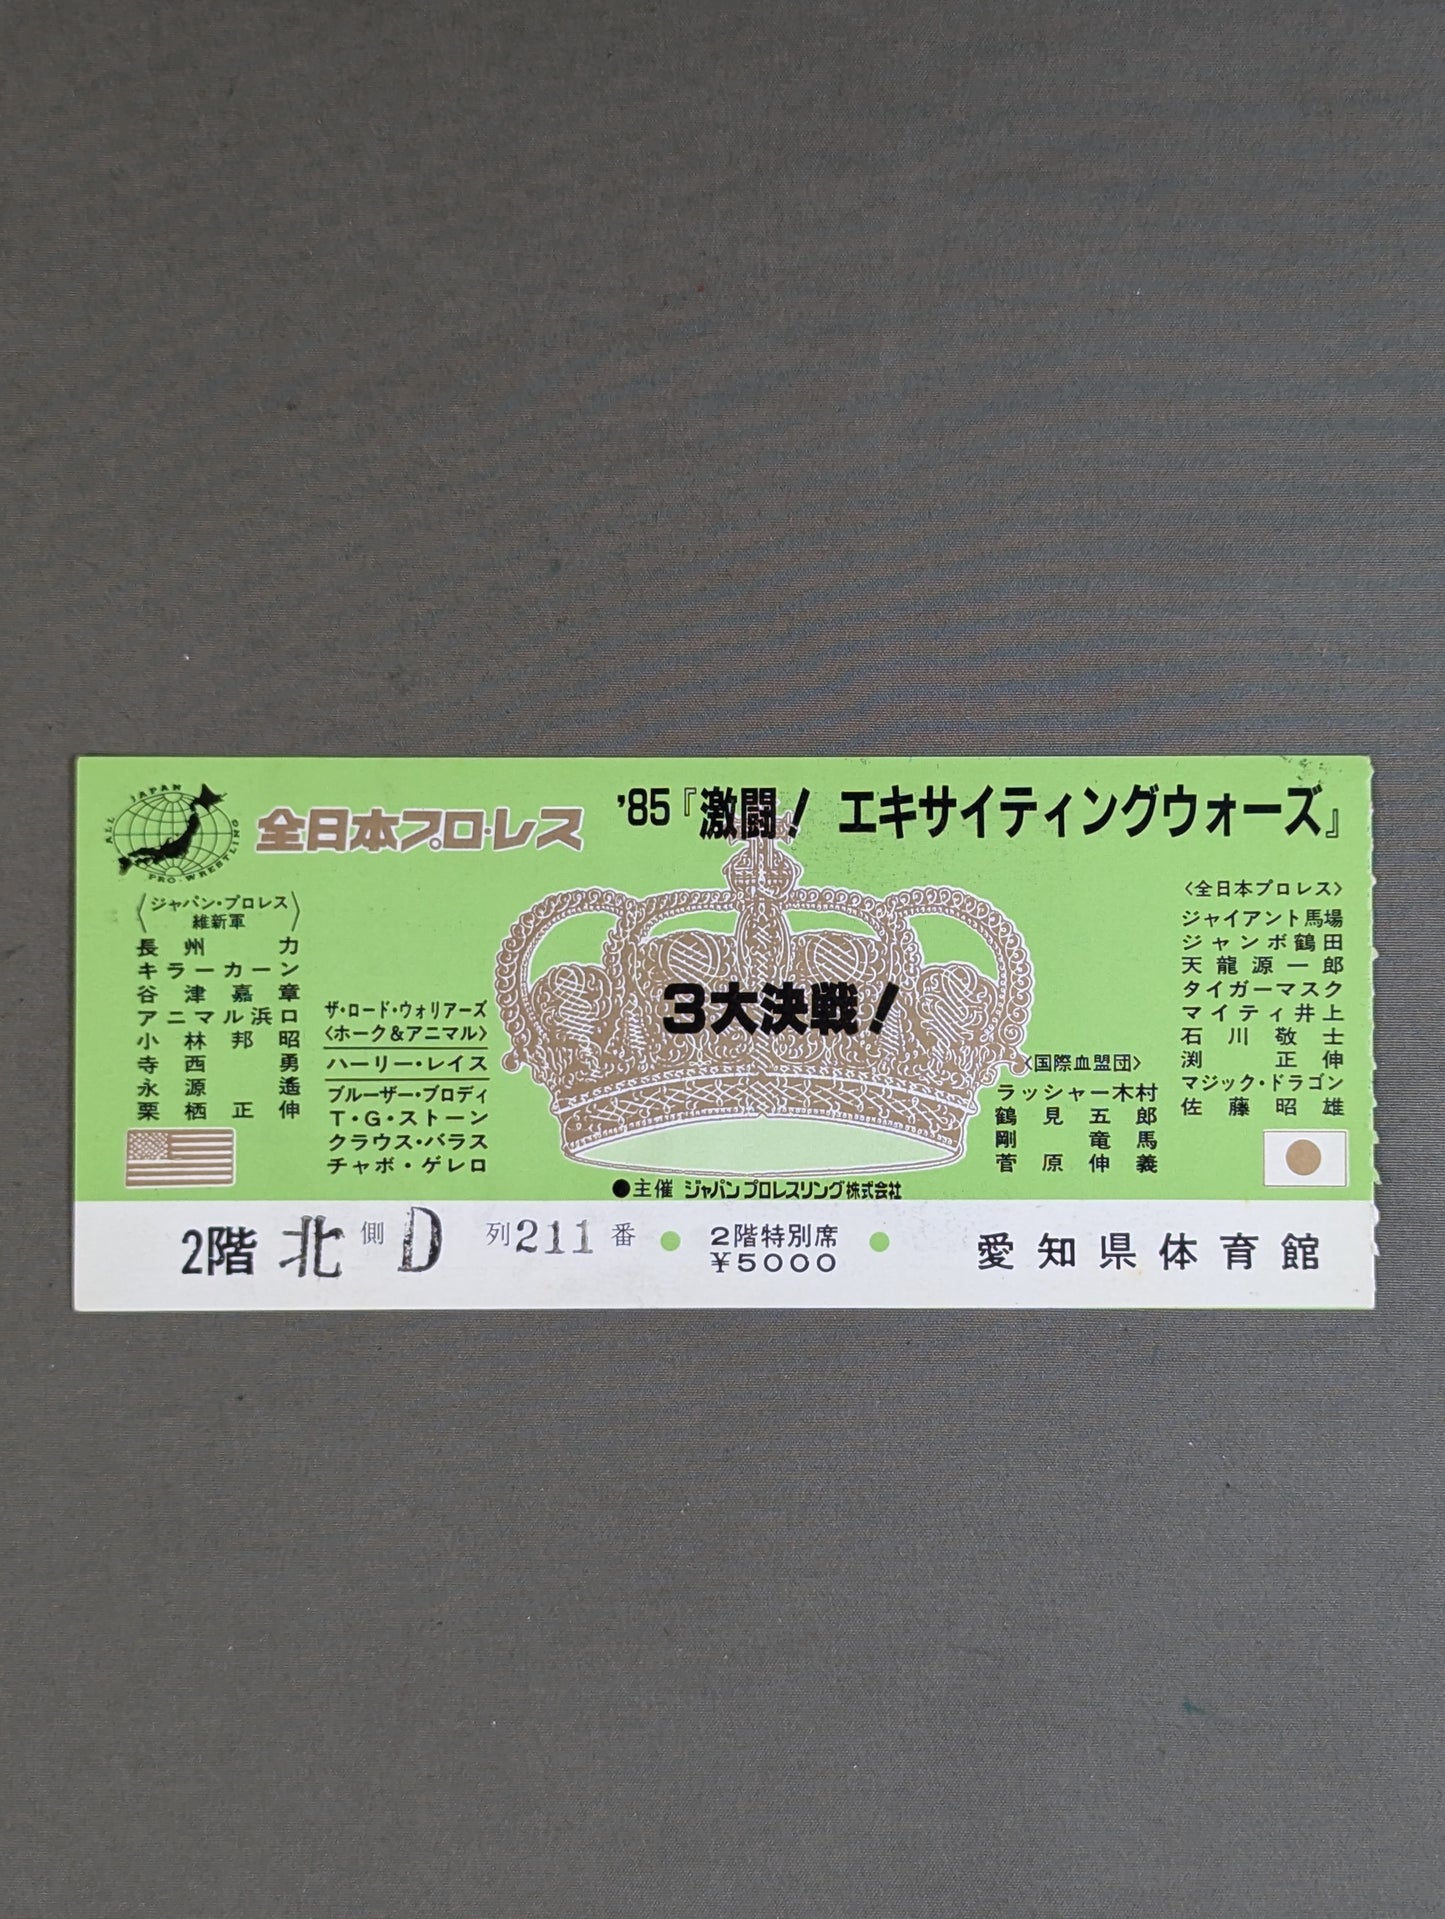 ALL JAPAN PRO-WRESTLING
全日本プロ・レス
'85『激闘! エキサイティングウォーズ』
3大決戦!
〈ジャパン・プロレス
維新軍〉
長州力
キラーカーン
谷津嘉章
アニマル浜口
小林邦昭
寺西勇
永源遙
栗栖正伸
ザ・ロード・ウォリアーズ
〈ホーク&アニマル〉
ハーリー・レイス
ブルーザー・ブロディ
T・G・ストーン
クラウス・バラス
チャボ・ゲレロ
〈国際血盟団〉
ラッシャー木村
鶴見五郎
剛竜馬
菅原伸義
〈全日本プロレス〉
ジャイアント馬場
ジャンボ鶴田
天龍源一郎
タイガーマスク
マイティ井上
石川敬士
渕正伸
マジック・ドラゴン
佐藤昭雄
●主催 ジャパンプロレスリング株式会社
2階 北 側 D 列 211 番 ● 2階特別席 ¥5000 ● 愛知県体育館